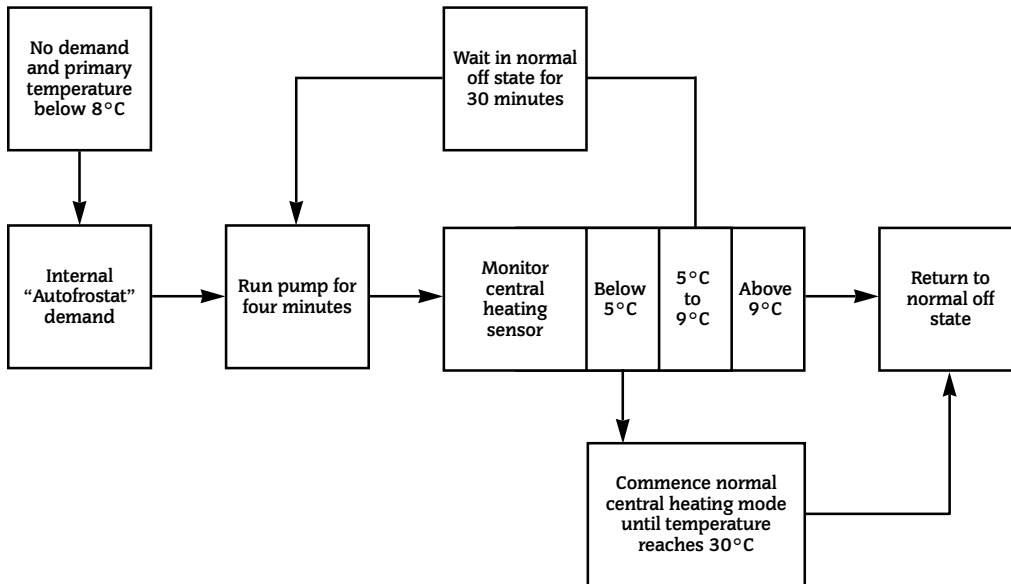 No demand
and primary
temperature
below 8°C
Wait in normal
off state for
30 minutes
Internal
“Autofrostat”
demand
Run pump for
four minutes
Monitor
central
heating
sensor
Below
5°C
5°C
to
9°C
Above
9°C
Return to
normal off
state
Commence normal
central heating mode
until temperature
reaches 30°C